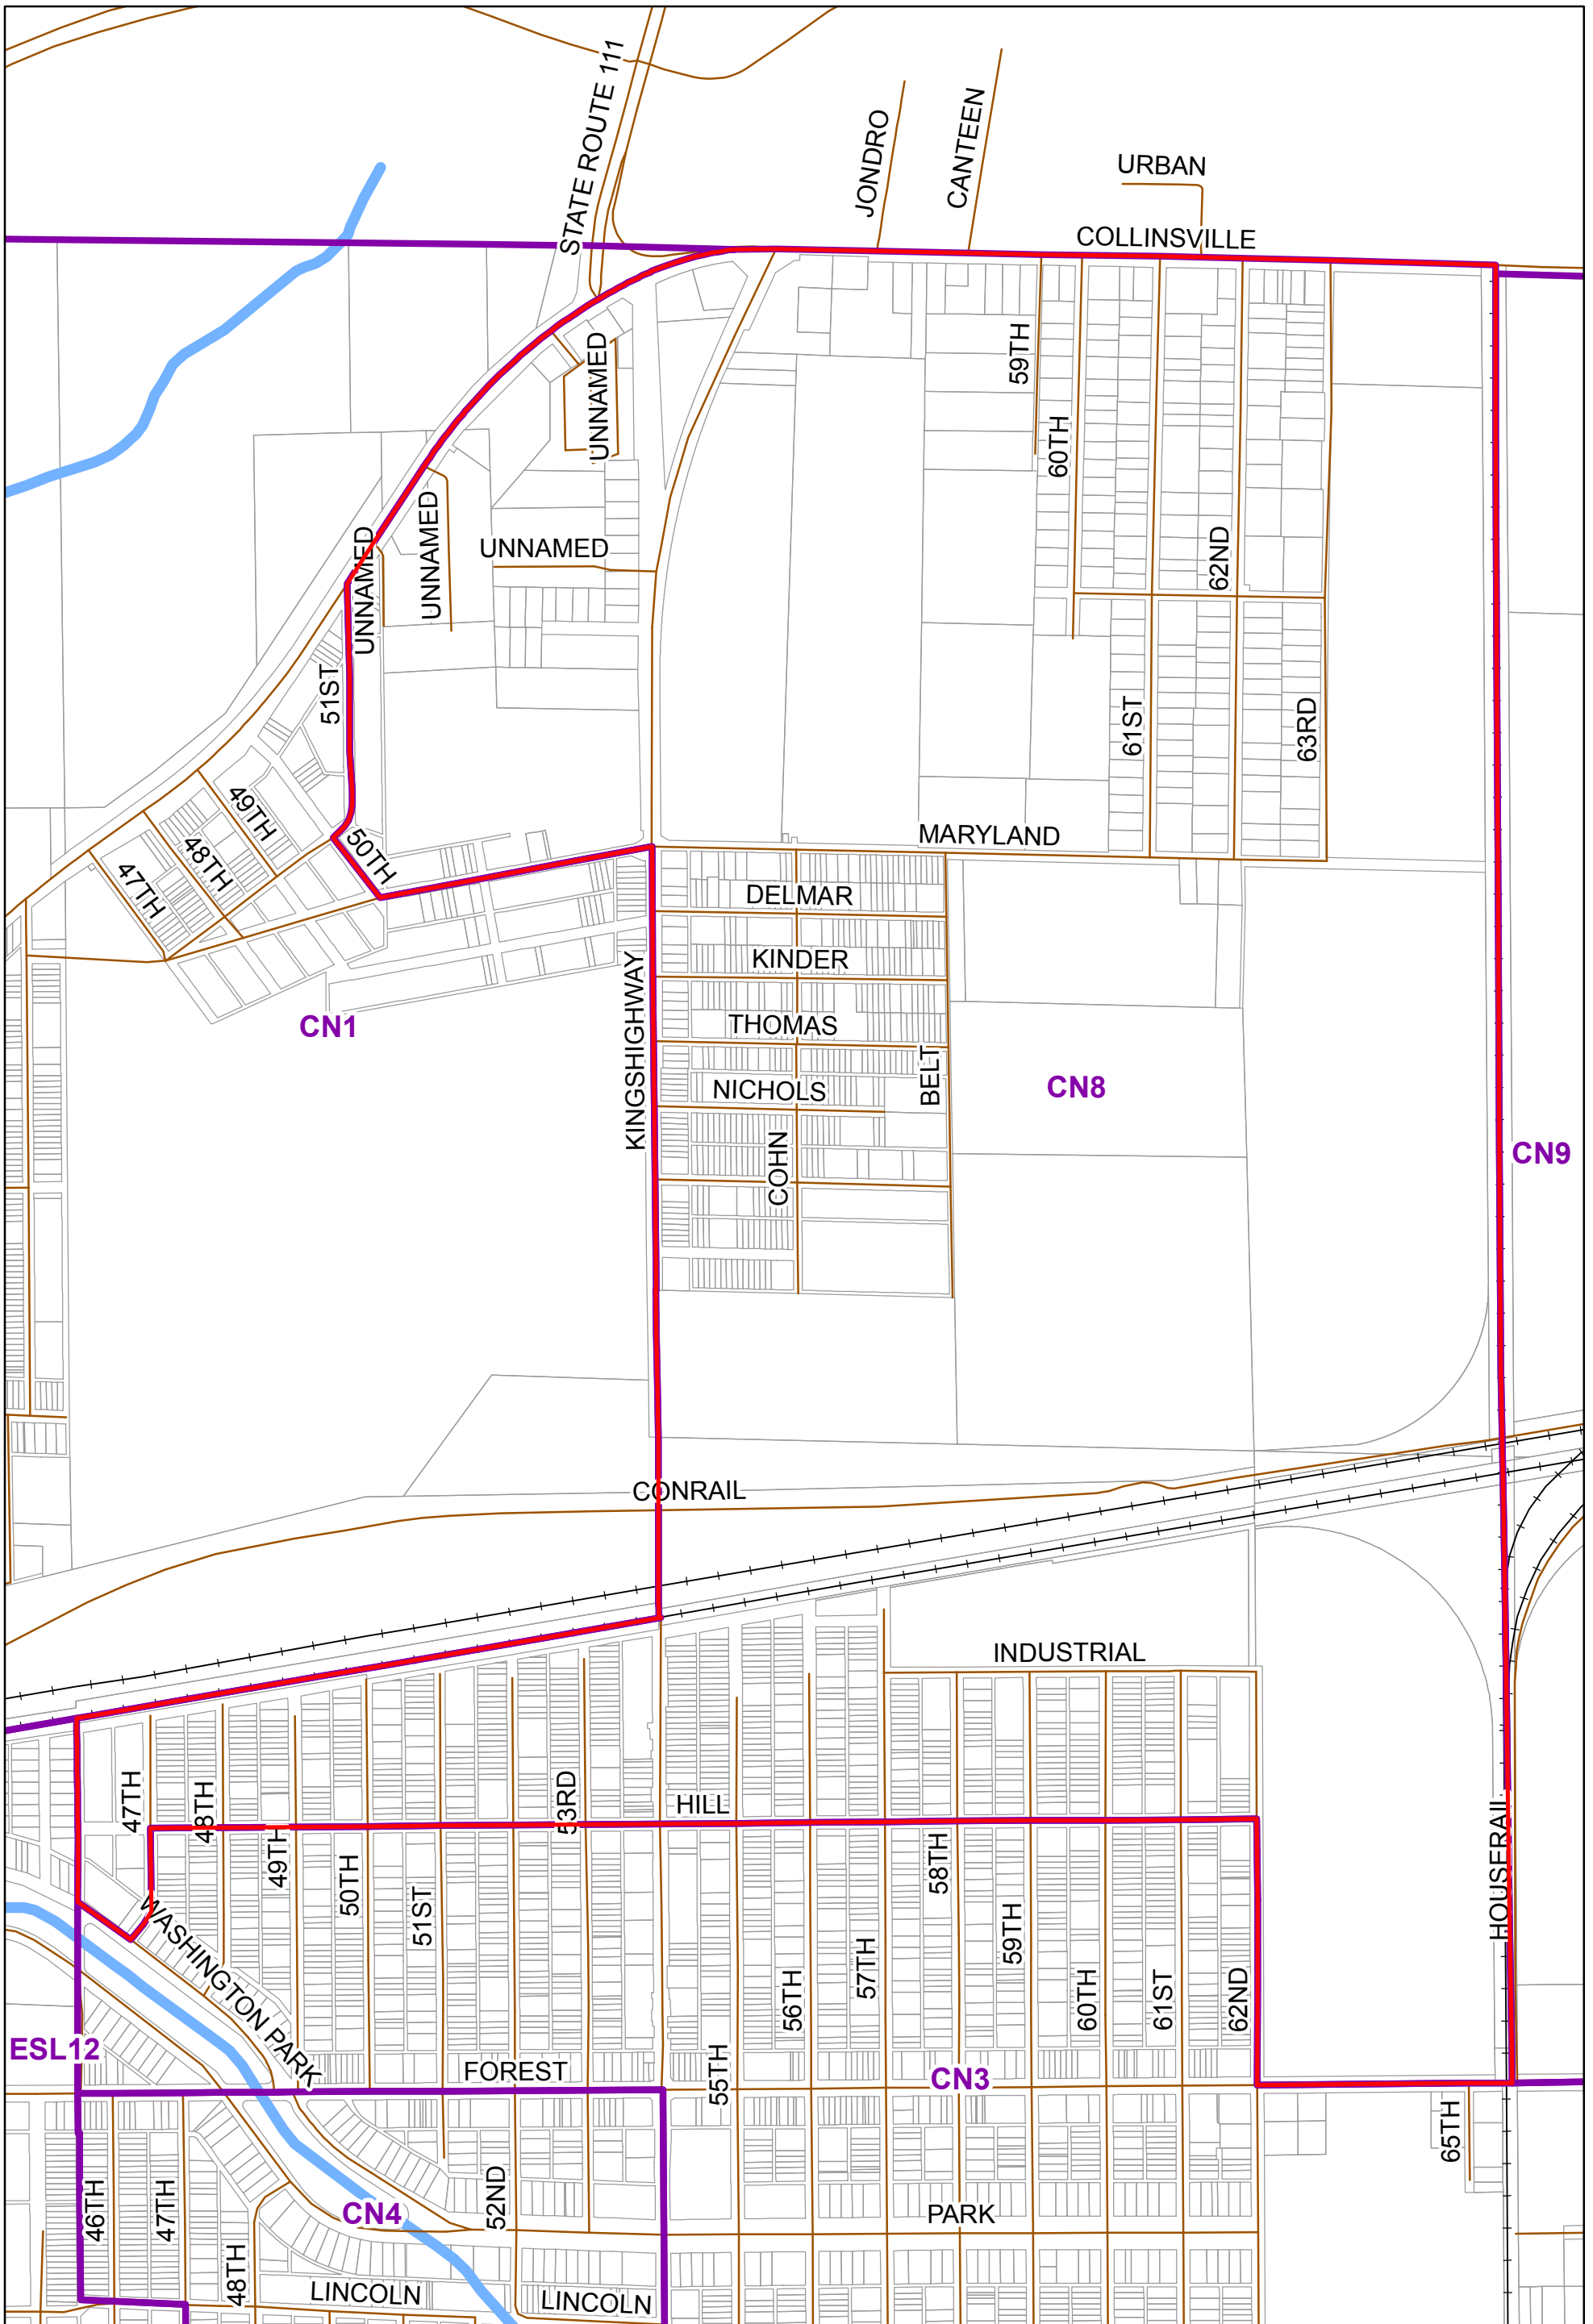 STATE ROUTE 111
JONDRO
CANTEEN
URBAN
COLLINSVILLE
UNNAMED
59TH
60TH
UNNAMED
UNNAMED
UNNAMED
62ND
51ST
61ST
63RD
49TH
48TH
47TH
50TH
MARYLAND
DELMAR
KINDER
THOMAS
NICHOLS
BELT
COHN
KINGSHIGHWAY
CN1
CN8
CN9
CONRAIL
INDUSTRIAL
47TH
48TH
49TH
50TH
51ST
53RD
HILL
58TH
59TH
57TH
56TH
60TH
61ST
62ND
HOUSERAIL
WASHINGTON PARK
ESL12
FOREST
55TH
CN3
65TH
46TH
47TH
48TH
CN4
52ND
PARK
LINCOLN
LINCOLN